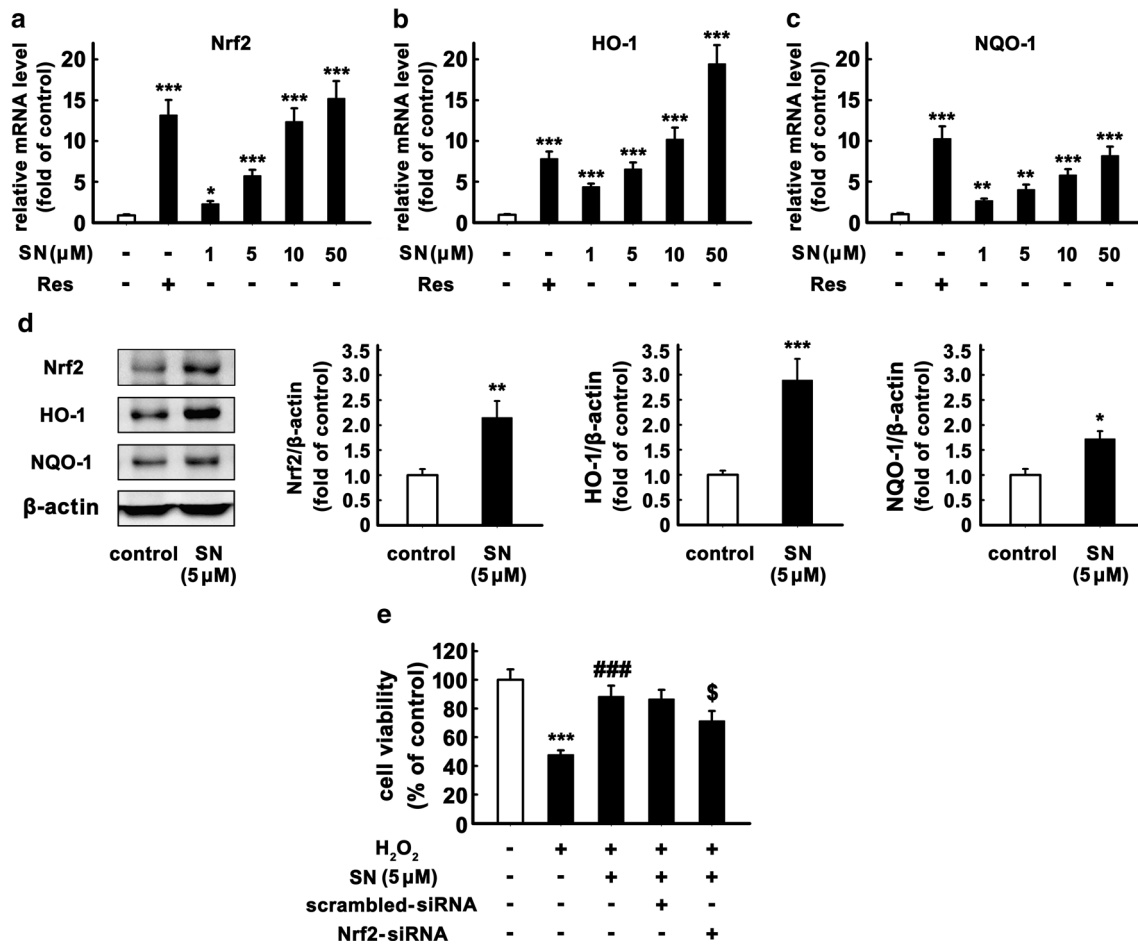 a
Nrf2
relative mRNA level
(fold of control)
20
15
10
5
0
SN (μM) - - 1 5 10 50
Res - + - - - -
*** * *** *** ***
b
HO-1
relative mRNA level
(fold of control)
20
15
10
5
0
- - 1 5 10 50
SN (μM)
Res - + - - - -
*** *** *** *** ***
c
NQO-1
relative mRNA level
(fold of control)
20
15
10
5
0
SN (μM) - - 1 5 10 50
Res - + - - - -
*** ** ** *** ***
d
Nrf2
HO-1
NQO-1
β-actin
control SN
(5 μM)
Nrf2/β-actin
(fold of control)
3.5
3.0
2.5
2.0
1.5
1.0
0.5
0
**
control SN
(5 μM)
HO-1/β-actin
(fold of control)
3.5
3.0
2.5
2.0
1.5
1.0
0.5
0
***
control SN
(5 μM)
NQO-1/β-actin
(fold of control)
3.5
3.0
2.5
2.0
1.5
1.0
0.5
0
*
control SN
(5 μM)
e
cell viability
(% of control)
120
100
80
60
40
20
0
*** ### $
H2O2 - + + + +
SN (5 μM) - - + + +
scrambled-siRNA - - - + -
Nrf2-siRNA - - - - +